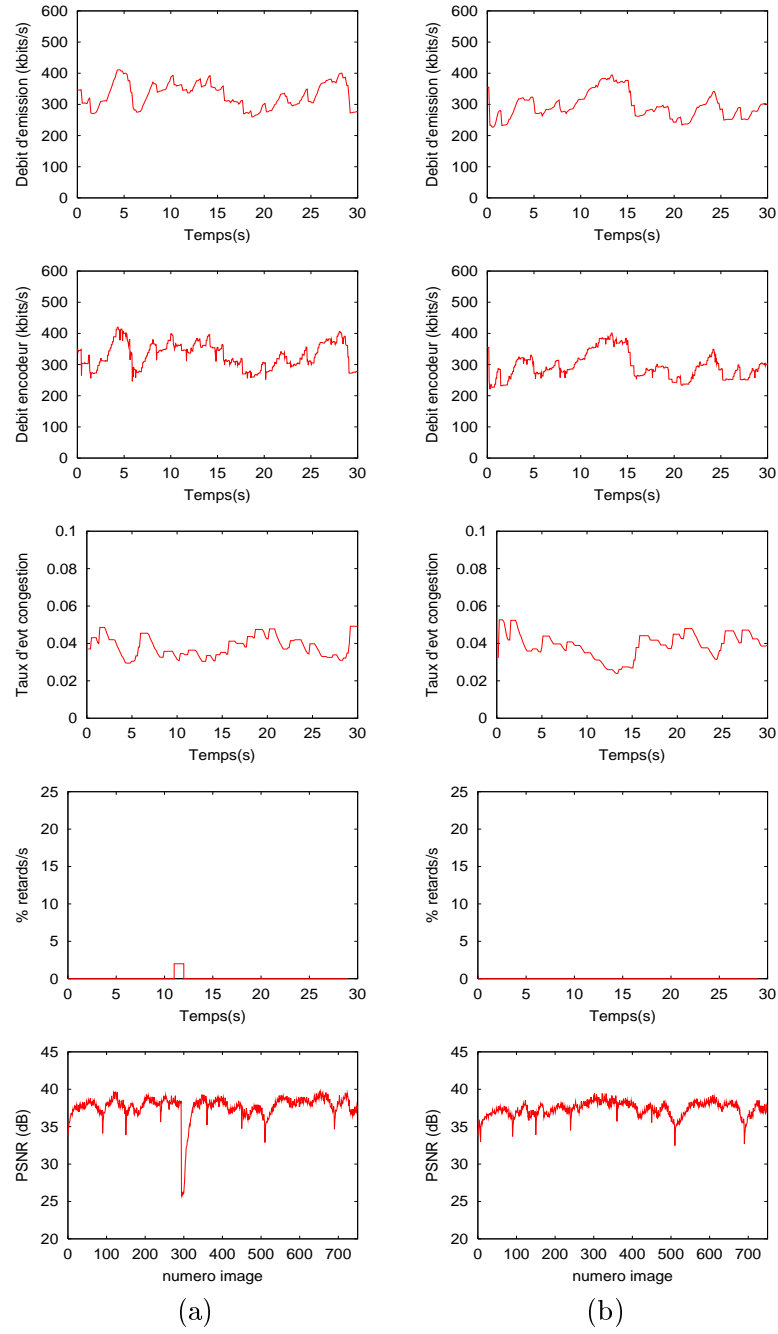 600
500
400
300
200
100
0
0 5 10 15 20 25 30
Debit d'emission (kbits/s)
Temps(s)
600
500
400
300
200
100
0
0 5 10 15 20 25 30
Debit d'emission (kbits/s)
Temps(s)
600
500
400
300
200
100
0
0 5 10 15 20 25 30
Debit encodeur (kbits/s)
Temps(s)
600
500
400
300
200
100
0
0 5 10 15 20 25 30
Debit encodeur (kbits/s)
Temps(s)
0.1
0.08
0.06
0.04
0.02
0
0 5 10 15 20 25 30
Taux d'evt congestion
Temps(s)
0.1
0.08
0.06
0.04
0.02
0
0 5 10 15 20 25 30
Taux d'evt congestion
Temps(s)
25
20
15
10
5
0
0 5 10 15 20 25 30
% retards/s
Temps(s)
25
20
15
10
5
0
0 5 10 15 20 25 30
% retards/s
Temps(s)
45
40
35
30
25
20
0 100 200 300 400 500 600 700
PSNR (dB)
numero image
45
40
35
30
25
20
0 100 200 300 400 500 600 700
PSNR (dB)
numero image
(a)
(b)